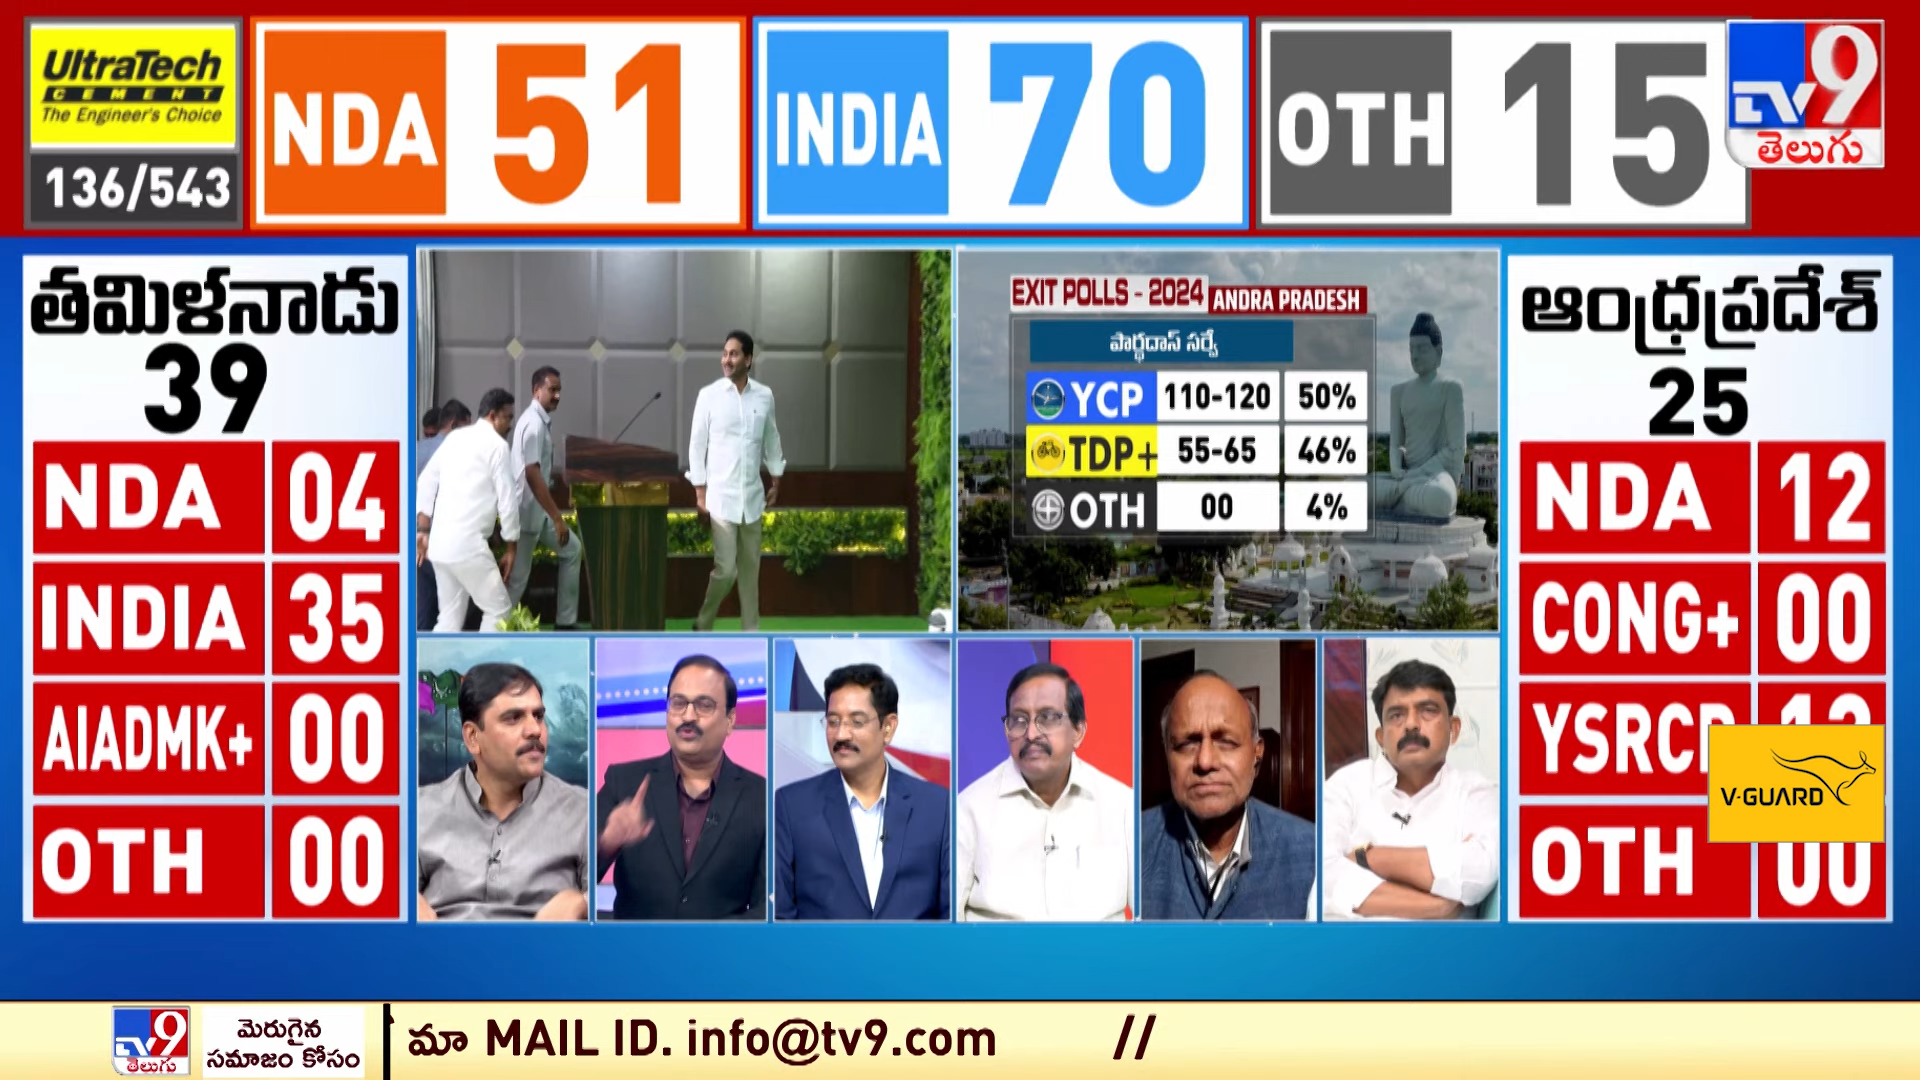 UltraTech
CEMENT
The Engineer's Choice
136/543
NDA 51
INDIA 70
OTH 15
TV9
తెలుగు
తమిళనాడు
39
NDA 04
INDIA 35
AIADMK+ 00
OTH 00
EXIT POLLS - 2024 ANDRA PRADESH
పార్థదాస్ సర్వే
YCP 110-120 50%
TDP+ 55-65 46%
OTH 00 4%
ఆంధ్రప్రదేశ్
25
NDA 12
CONG+ 00
YSRCP 13
V-GUARD
OTH 00
TV9
తెలుగు
మెరుగైన
సమాజం కోసం
మా MAIL ID. info@tv9.com //